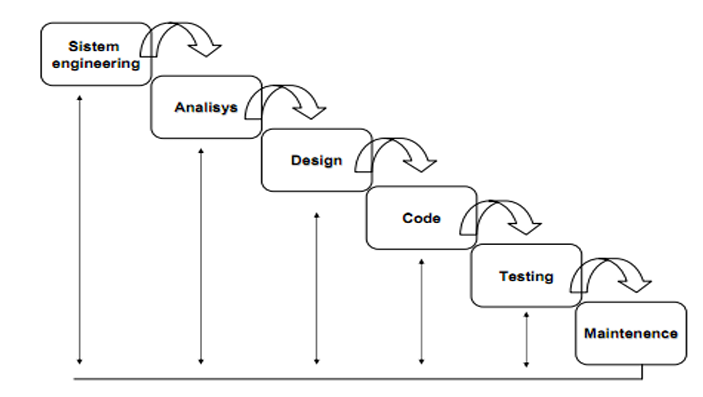 Sistem
engineering
Analisys
Design
Code
Testing
Maintenence